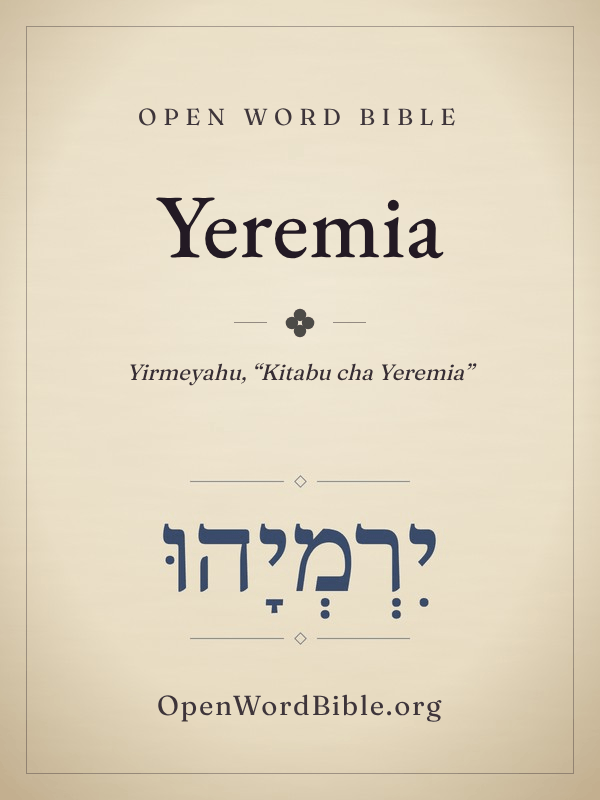 OPEN WORD BIBLE
Yeremia
Yirmeyahu, “Kitabu cha Yeremia”
יִרְמְיָהוּ
OpenWordBible.org